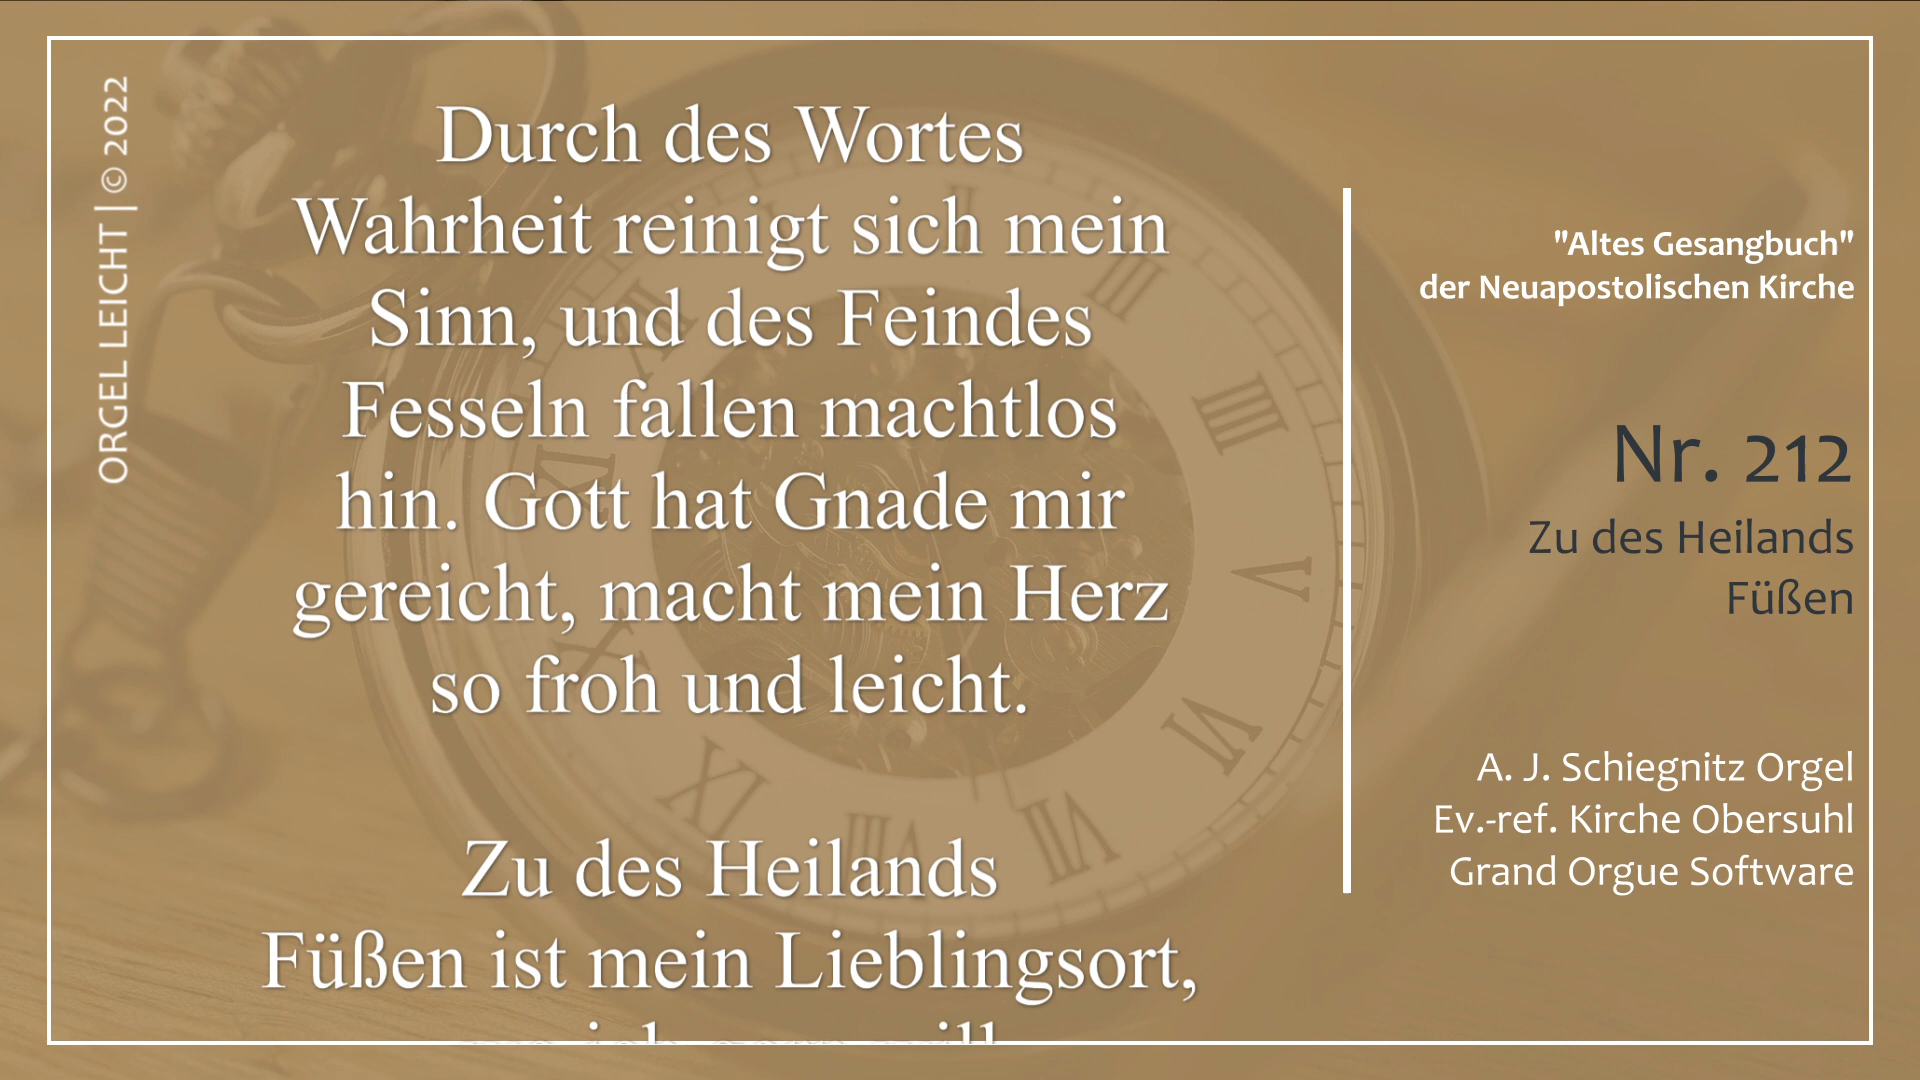 ORGEL LEICHT | © 2022
Durch des Wortes
Wahrheit reinigt sich mein
Sinn, und des Feindes
Fesseln fallen machtlos
hin. Gott hat Gnade mir
gereicht, macht mein Herz
so froh und leicht.
Zu des Heilands
Füßen ist mein Lieblingsort,
"Altes Gesangbuch"
der Neuapostolischen Kirche
Nr. 212
Zu des Heilands
Füßen
A. J. Schiegnitz Orgel
Ev.-ref. Kirche Obersuhl
Grand Orgue Software